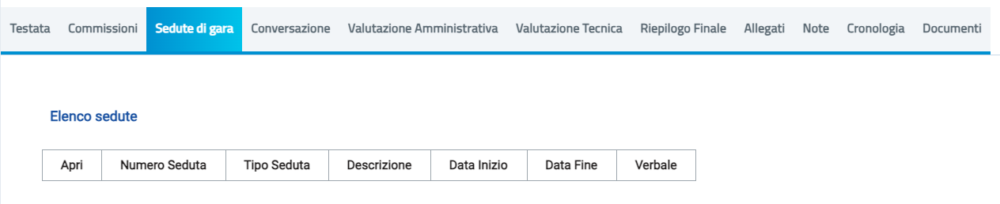 Testata Commissioni Sedute di gara Conversazione Valutazione Amministrativa Valutazione Tecnica Riepilogo Finale Allegati Note Cronologia Documenti
Elenco sedute
Apri Numero Seduta Tipo Seduta Descrizione Data Inizio Data Fine Verbale